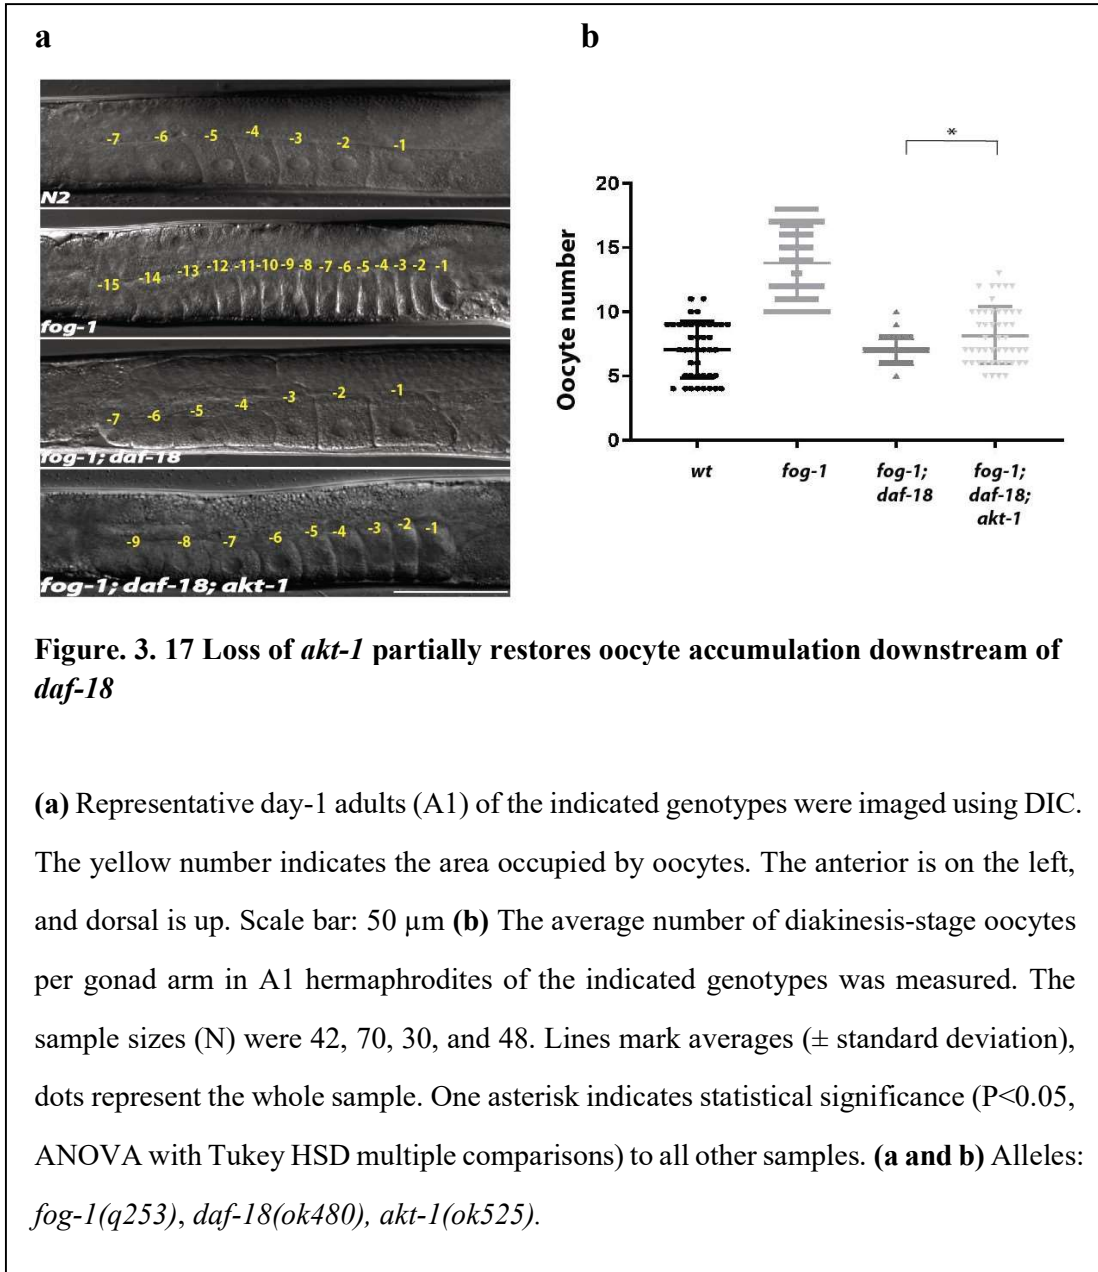 a
b
-7 -6 -5 -4 -3 -2 -1
N2
-15 -14 -13 -12 -11 -10 -9 -8 -7 -6 -5 -4 -3 -2 -1
fog-1
-7 -6 -5 -4 -3 -2 -1
fog-1; daf-18
-9 -8 -7 -6 -5 -4 -3 -2 -1
fog-1; daf-18; akt-1
*
Oocyte number
20
15
10
5
0
wt
fog-1
fog-1;
daf-18
fog-1;
daf-18;
akt-1
Figure. 3. 17 Loss of akt-1 partially restores oocyte accumulation downstream of
daf-18
(a) Representative day-1 adults (A1) of the indicated genotypes were imaged using DIC.
The yellow number indicates the area occupied by oocytes. The anterior is on the left,
and dorsal is up. Scale bar: 50 µm (b) The average number of diakinesis-stage oocytes
per gonad arm in A1 hermaphrodites of the indicated genotypes was measured. The
sample sizes (N) were 42, 70, 30, and 48. Lines mark averages (± standard deviation),
dots represent the whole sample. One asterisk indicates statistical significance (P<0.05,
ANOVA with Tukey HSD multiple comparisons) to all other samples. (a and b) Alleles:
fog-1(q253), daf-18(ok480), akt-1(ok525).